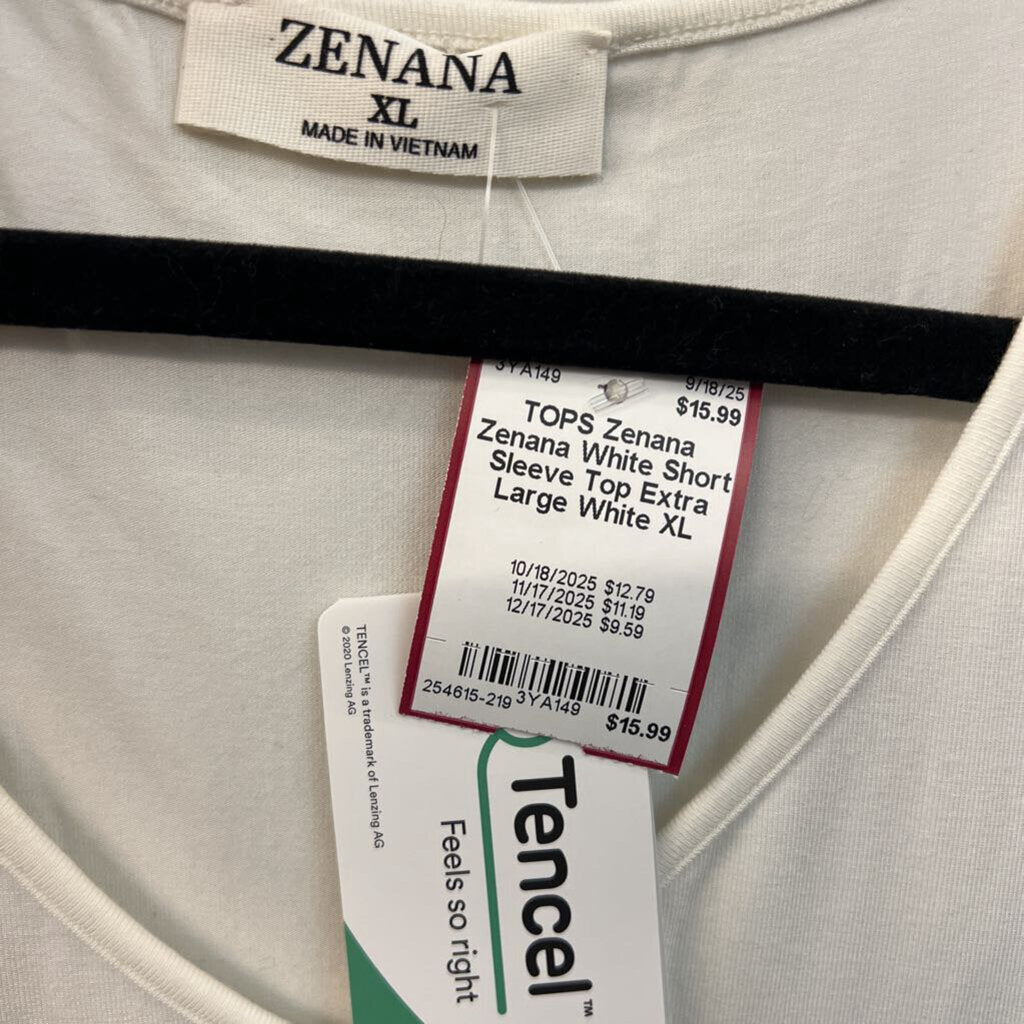 ZENANA
XL
MADE IN VIETNAM
3YA149
9/18/25
$15.99
TOPS Zenana
Zenana White Short
Sleeve Top Extra
Large White XL
10/18/2025 $12.79
11/17/2025 $11.19
12/17/2025 $9.59
254615-219 3YA149
$15.99
TENCEL™ is a trademark of Lenzing AG
© 2020 Lenzing AG
Tencel™
Feels so right